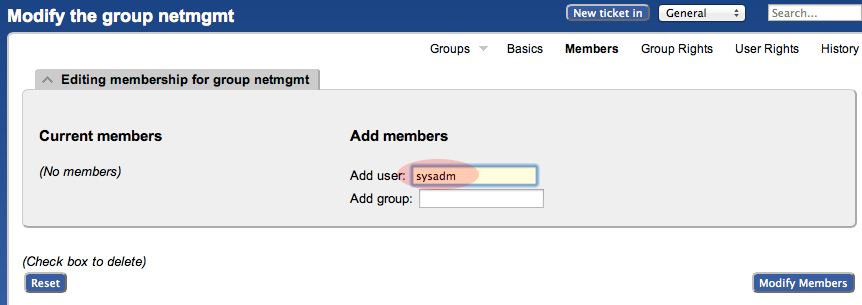 Modify the group netmgmt
New ticket in General Search...
Groups Basics Members Group Rights User Rights History
Editing membership for group netmgmt
Current members Add members
(No members) Add user: sysadm
Add group:
(Check box to delete)
Reset Modify Members